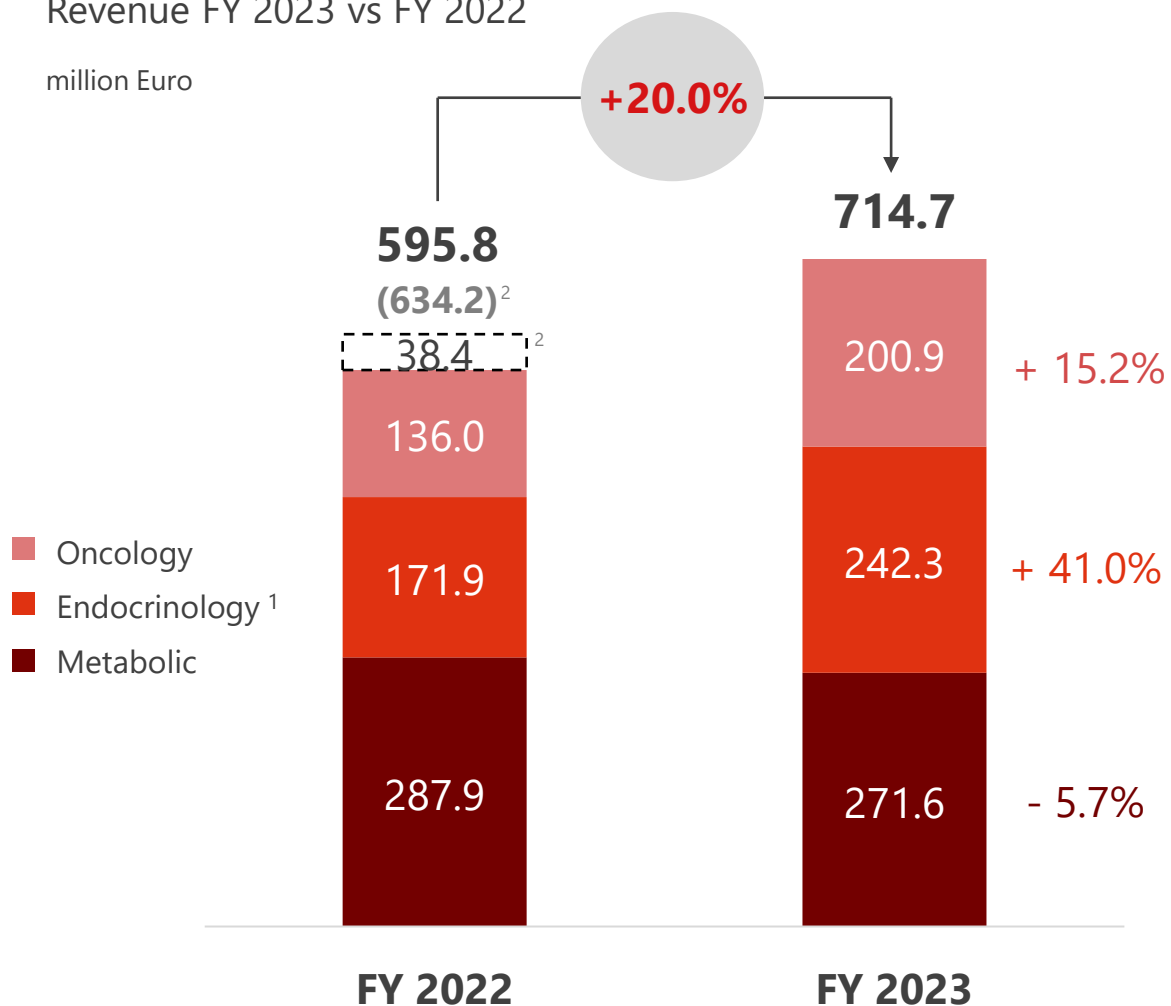 Revenue FY 2023 vs FY 2022
million Euro
+20.0%
595.8
(634.2) 2
38.4 2
136.0
171.9
287.9
714.7
200.9
242.3
271.6
+ 15.2%
+ 41.0%
- 5.7%
Oncology
Endocrinology 1
Metabolic
FY 2022
FY 2023